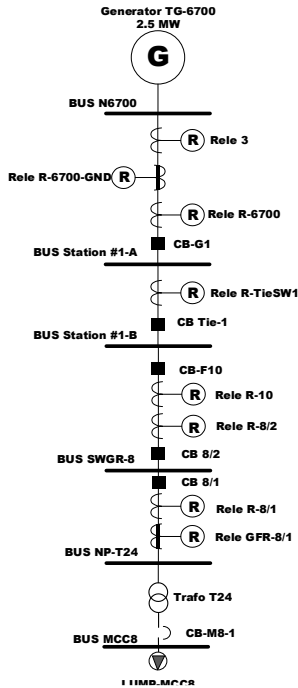 Generator TG-6700
2.5 MW
G
BUS N6700
R Rele 3
Rele R-6700-GND R
R Rele R-6700
CB-G1
BUS Station #1-A
R Rele R-TieSW1
CB Tie-1
BUS Station #1-B
CB-F10
R Rele R-10
R Rele R-8/2
CB 8/2
BUS SWGR-8
CB 8/1
R Rele R-8/1
R Rele GFR-8/1
BUS NP-T24
Trafo T24
CB-M8-1
BUS MCC8
LUMP-MCC8